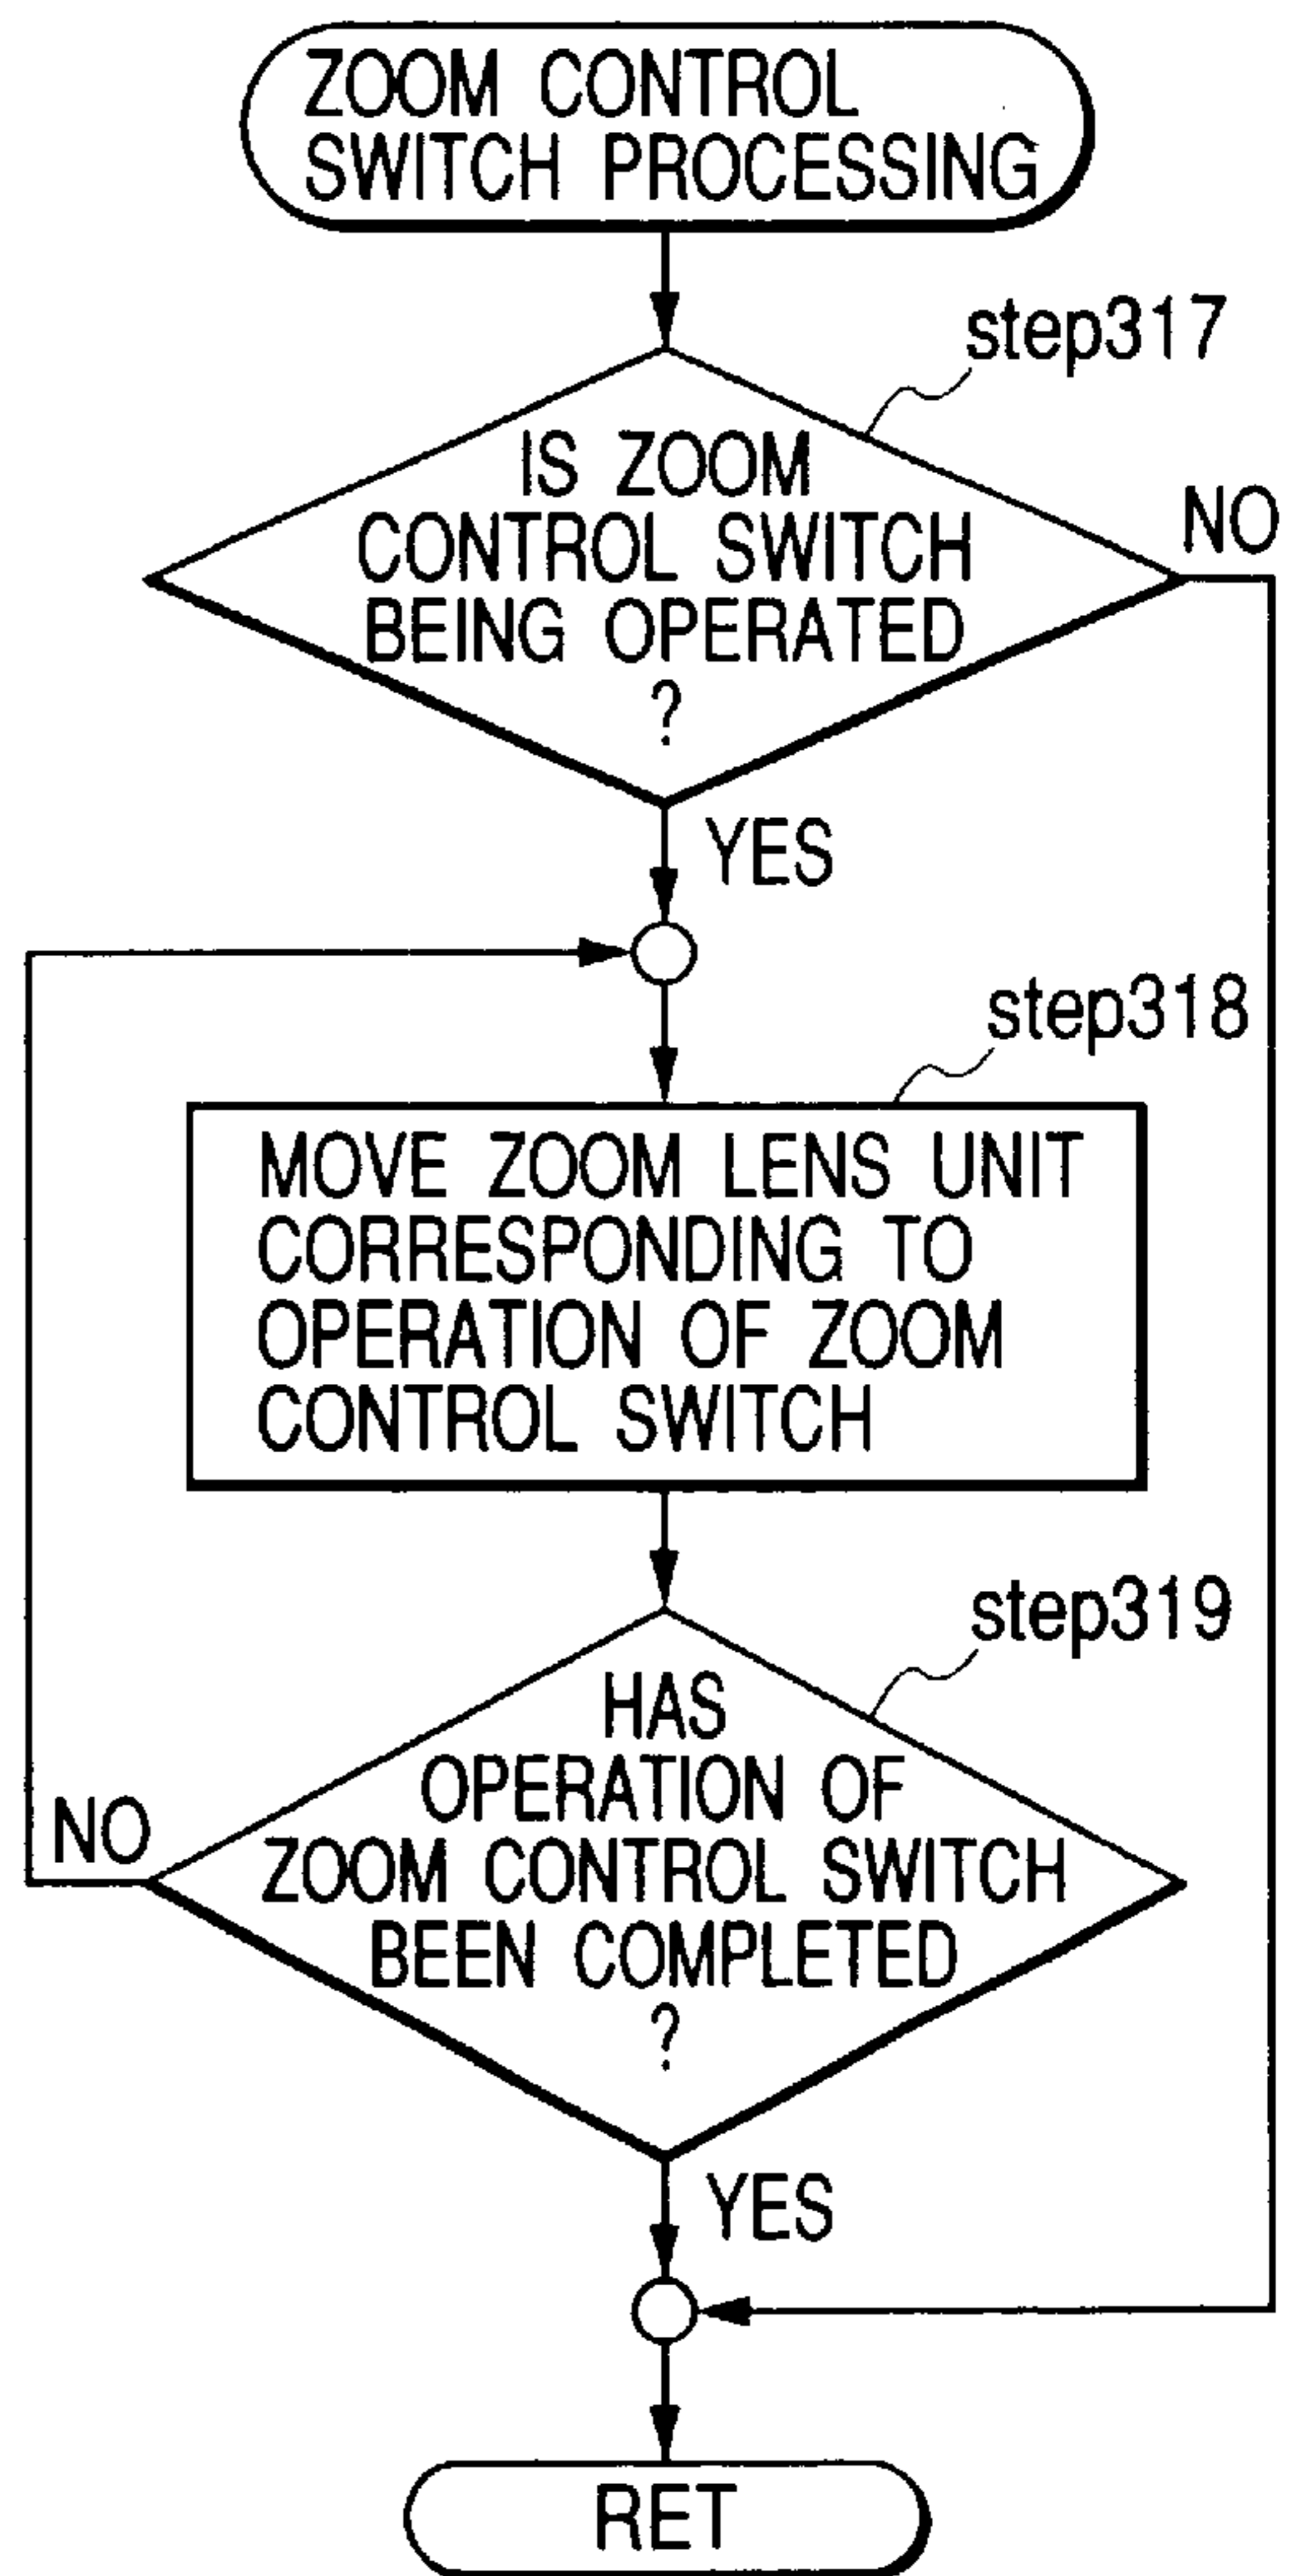 ZOOM CONTROL
SWITCH PROCESSING
step317
IS ZOOM
CONTROL SWITCH
BEING OPERATED
?
NO
YES
step318
MOVE ZOOM LENS UNIT
CORRESPONDING TO
OPERATION OF ZOOM
CONTROL SWITCH
step319
HAS
OPERATION OF
ZOOM CONTROL SWITCH
BEEN COMPLETED
?
NO
YES
RET